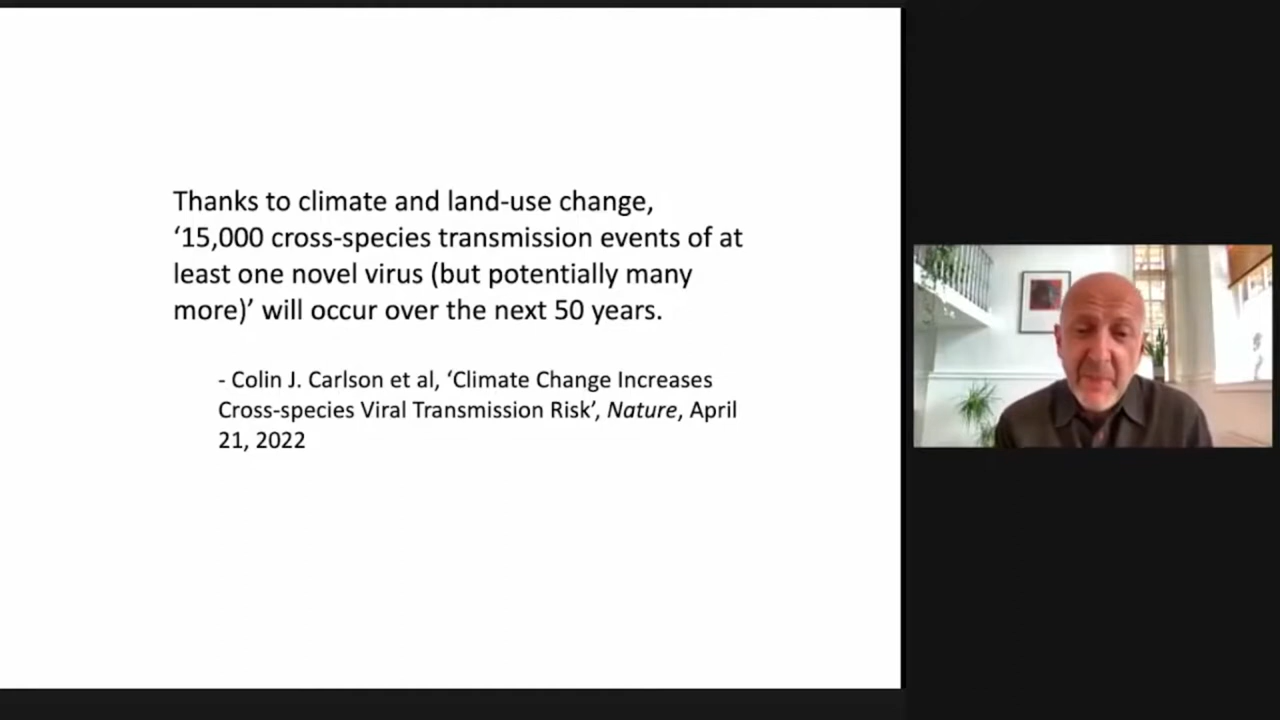 Thanks to climate and land-use change,
‘15,000 cross-species transmission events of at
least one novel virus (but potentially many
more)’ will occur over the next 50 years.
- Colin J. Carlson et al, ‘Climate Change Increases
Cross-species Viral Transmission Risk’, Nature, April
21, 2022